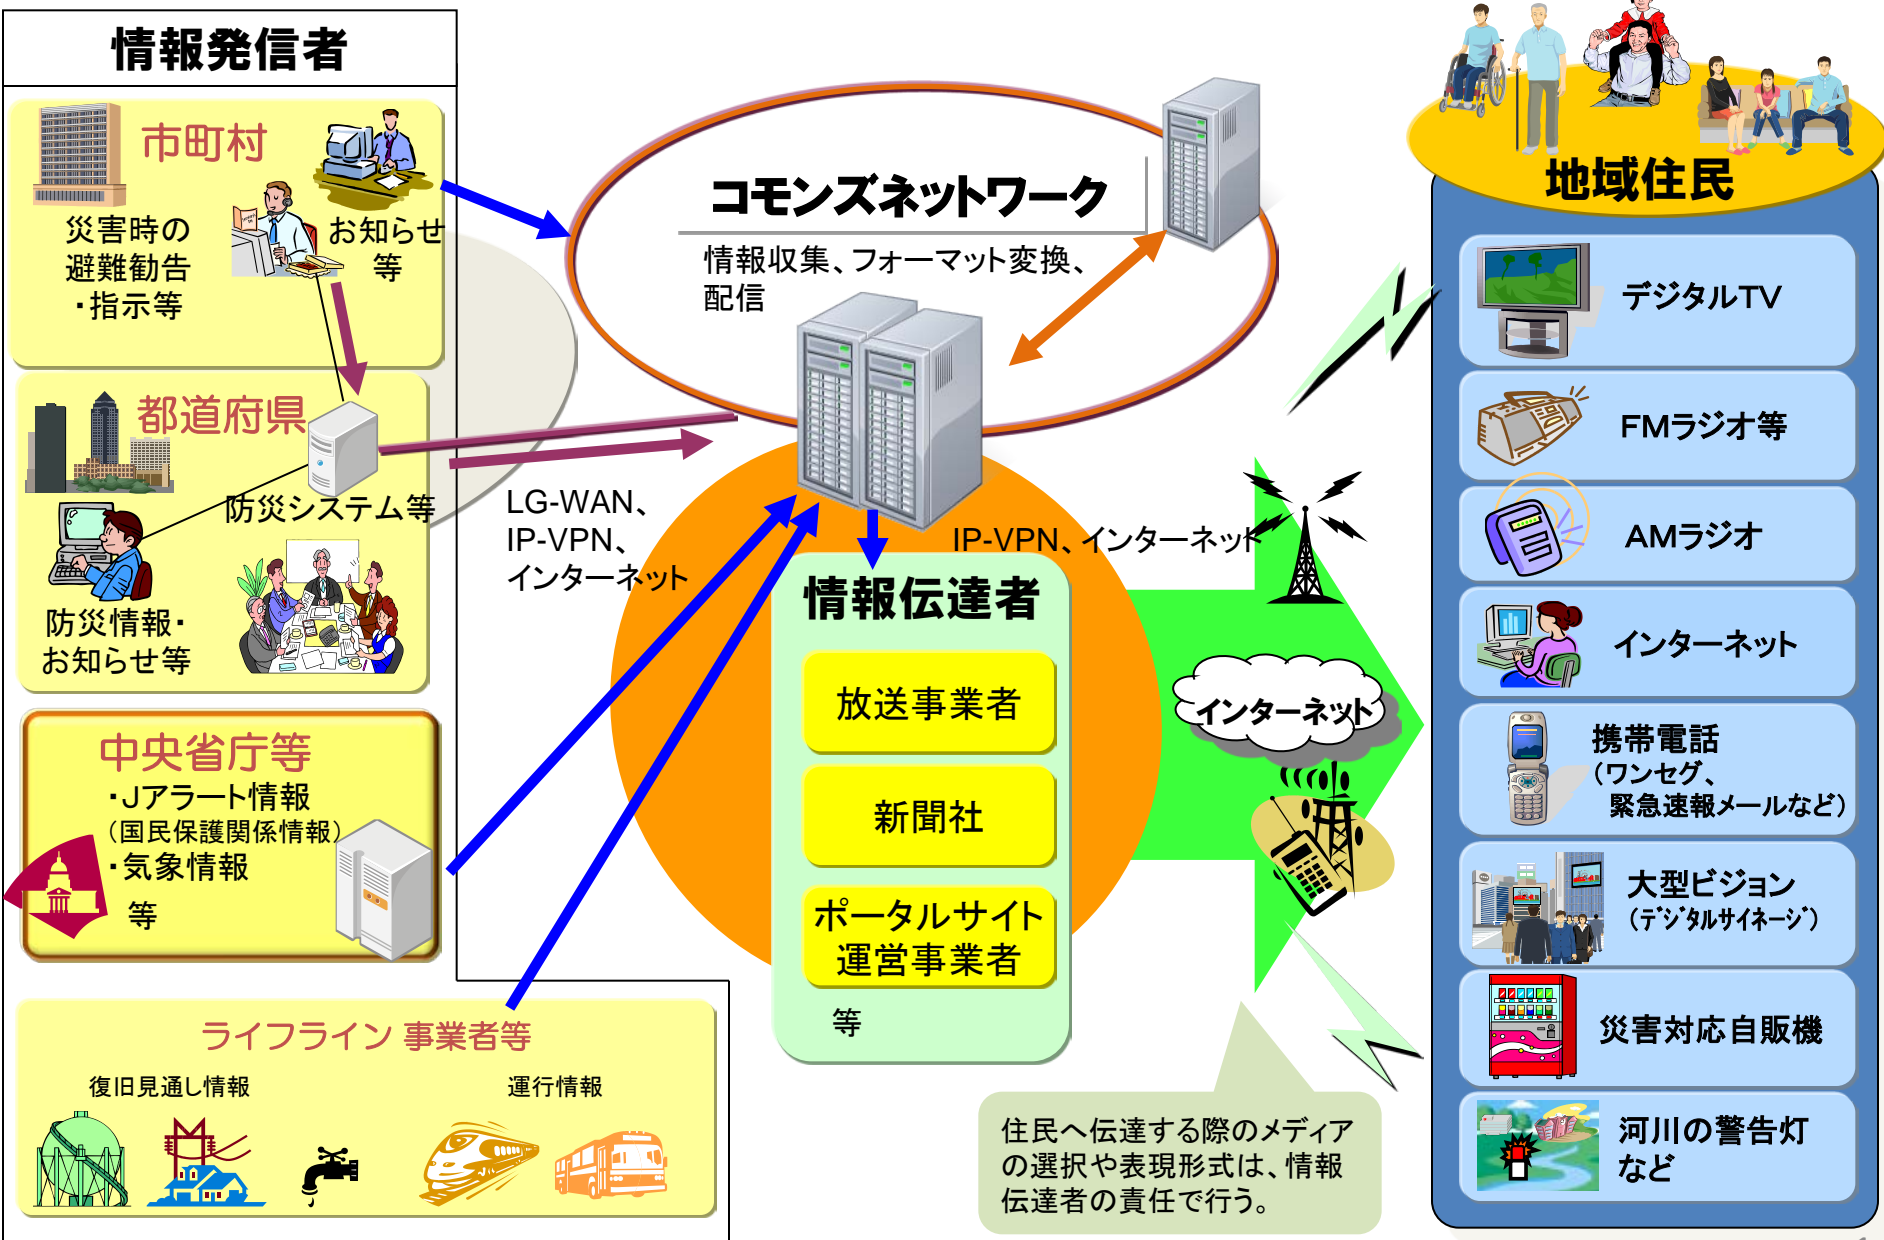 情報発信者
市町村
災害時の
避難勧告
・指示等
お知らせ
等
都道府県
防災システム等
防災情報・
お知らせ等
中央省庁等
・Jアラート情報
（国民保護関係情報）
・気象情報
等
ライフライン 事業者等
復旧見通し情報
運行情報
コモンズネットワーク
情報収集、フォーマット変換、
配信
LG-WAN、
IP-VPN、
インターネット
IP-VPN、インターネット
情報伝達者
放送事業者
新聞社
ポータルサイト
運営事業者
等
インターネット
住民へ伝達する際のメディア
の選択や表現形式は、情報
伝達者の責任で行う。
地域住民
デジタルTV
FMラジオ等
AMラジオ
インターネット
携帯電話
（ワンセグ、
緊急速報メールなど）
大型ビジョン
（ﾃﾞｼﾞﾀﾙサイネージ）
災害対応自販機
河川の警告灯
など